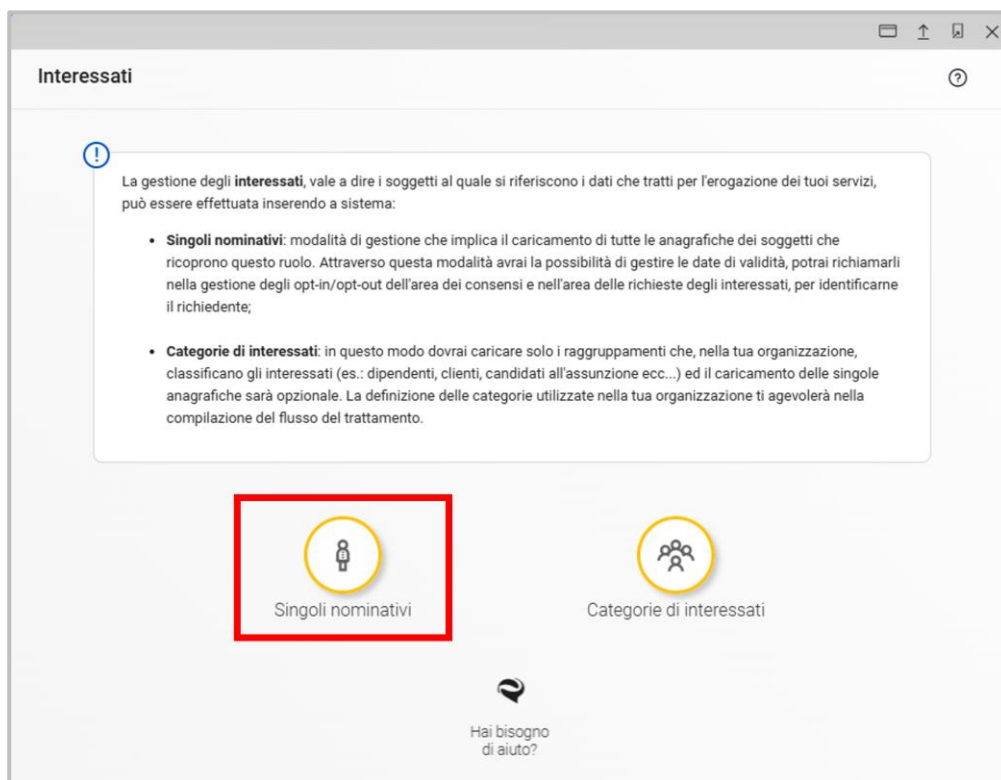 Interessati
La gestione degli interessati, vale a dire i soggetti al quale si riferiscono i dati che tratti per l'erogazione dei tuoi servizi,
può essere effettuata inserendo a sistema:
• Singoli nominativi: modalità di gestione che implica il caricamento di tutte le anagrafiche dei soggetti che
ricoprono questo ruolo. Attraverso questa modalità avrai la possibilità di gestire le date di validità, potrai richiamarli
nella gestione degli opt-in/opt-out dell'area dei consensi e nell'area delle richieste degli interessati, per identificarne
il richiedente;
• Categorie di interessati: in questo modo dovrai caricare solo i raggruppamenti che, nella tua organizzazione,
classificano gli interessati (es.: dipendenti, clienti, candidati all'assunzione ecc...) ed il caricamento delle singole
anagrafiche sarà opzionale. La definizione delle categorie utilizzate nella tua organizzazione ti agevolerà nella
compilazione del flusso del trattamento.
Singoli nominativi
Categorie di interessati
Hai bisogno
di aiuto?